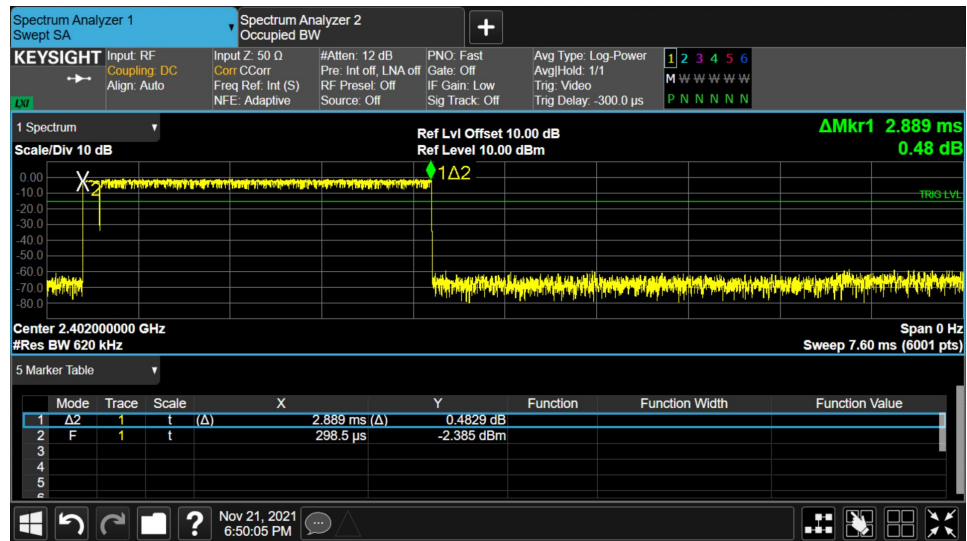 Spectrum Analyzer 1
Swept SA
Spectrum Analyzer 2
Occupied BW
KEYSIGHT
LXI
Input: RF
Coupling: DC
Align: Auto
Input Z: 50 Ω
Corr CCorr
Freq Ref: Int (S)
NFE: Adaptive
#Atten: 12 dB
Pre: Int off, LNA off
RF Presel: Off
Source: Off
PNO: Fast
Gate: Off
IF Gain: Low
Sig Track: Off
Avg Type: Log-Power
Avg|Hold: 1/1
Trig: Video
Trig Delay: -300.0 µs
1 2 3 4 5 6
M W W W W W
P N N N N N
1 Spectrum
Scale/Div 10 dB
Ref Lvl Offset 10.00 dB
Ref Level 10.00 dBm
ΔMkr1 2.889 ms
0.48 dB
0.00
-10.0
-20.0
-30.0
-40.0
-50.0
-60.0
-70.0
-80.0
X2
1Δ2
TRIG LVL
Center 2.402000000 GHz
#Res BW 620 kHz
Span 0 Hz
Sweep 7.60 ms (6001 pts)
5 Marker Table
Mode Trace Scale X Y Function Function Width Function Value
1 Δ2 1 t (Δ) 2.889 ms (Δ) 0.4829 dB
2 F 1 t 298.5 µs -2.385 dBm
3
4
5
Nov 21, 2021
6:50:05 PM